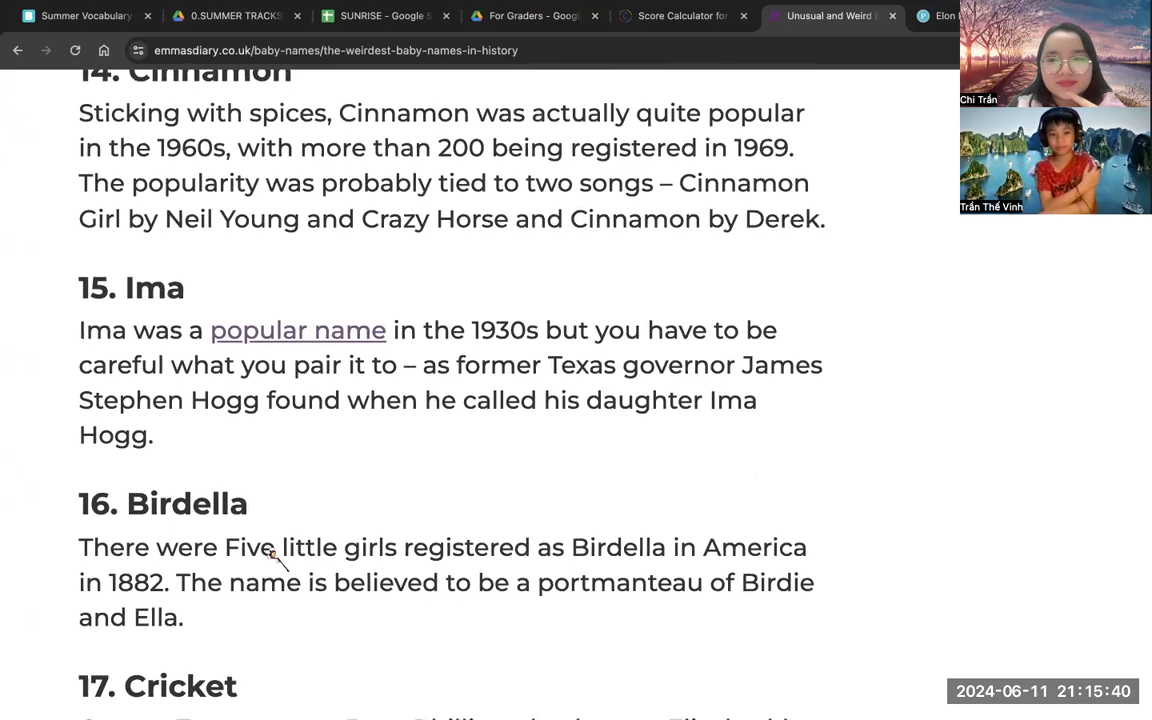 Summer Vocabulary
0.SUMMER TRACKS
SUNRISE - Google S
For Graders - Goog
Score Calculator for
Unusual and Weird
Elon
emmasdiary.co.uk/baby-names/the-weirdest-baby-names-in-history
Chi Trần
Trần Thế Vinh
14. Cinnamon
Sticking with spices, Cinnamon was actually quite popular
in the 1960s, with more than 200 being registered in 1969.
The popularity was probably tied to two songs – Cinnamon
Girl by Neil Young and Crazy Horse and Cinnamon by Derek.
15. Ima
Ima was a popular name in the 1930s but you have to be
careful what you pair it to – as former Texas governor James
Stephen Hogg found when he called his daughter Ima
Hogg.
16. Birdella
There were Five little girls registered as Birdella in America
in 1882. The name is believed to be a portmanteau of Birdie
and Ella.
17. Cricket
2024-06-11 21:15:40